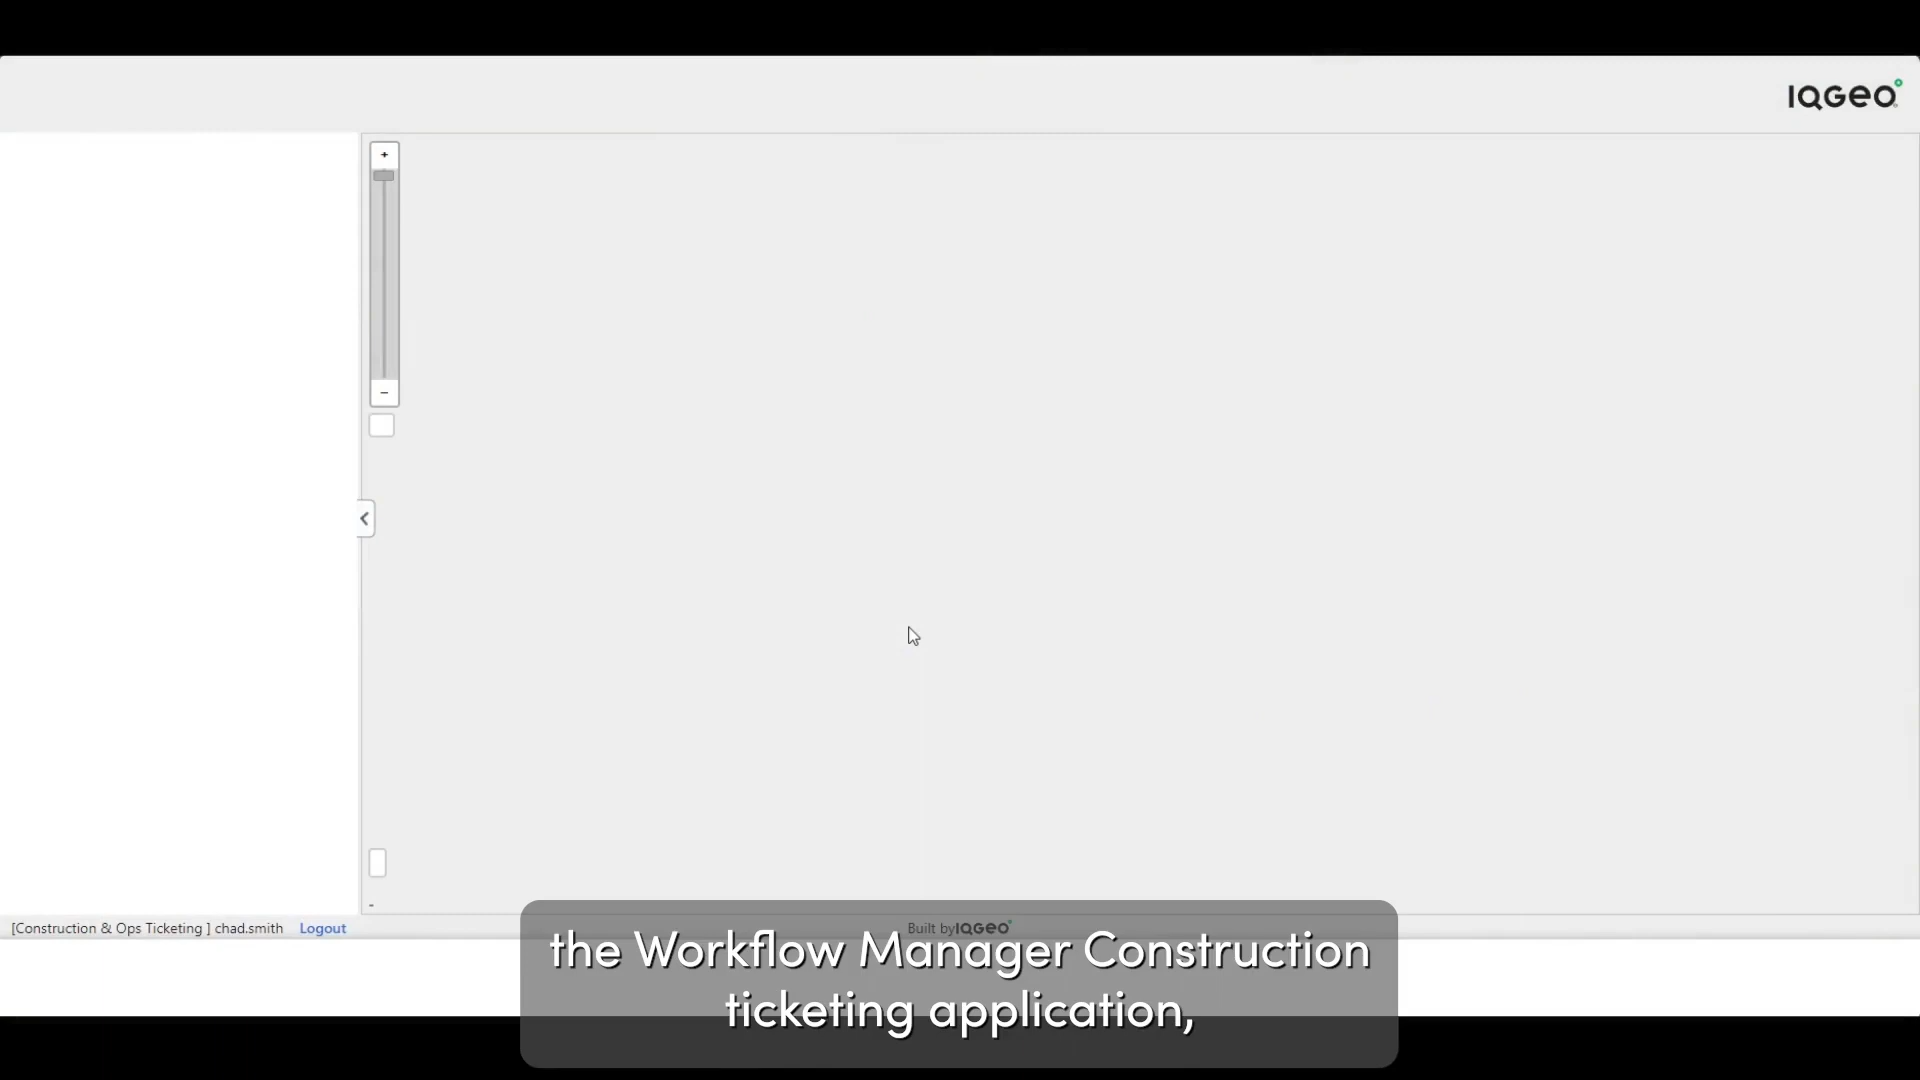 IQGeo
+
-
-
[Construction & Ops Ticketing ] chad.smith Logout
Built by IQGeo
the Workflow Manager Construction
ticketing application,